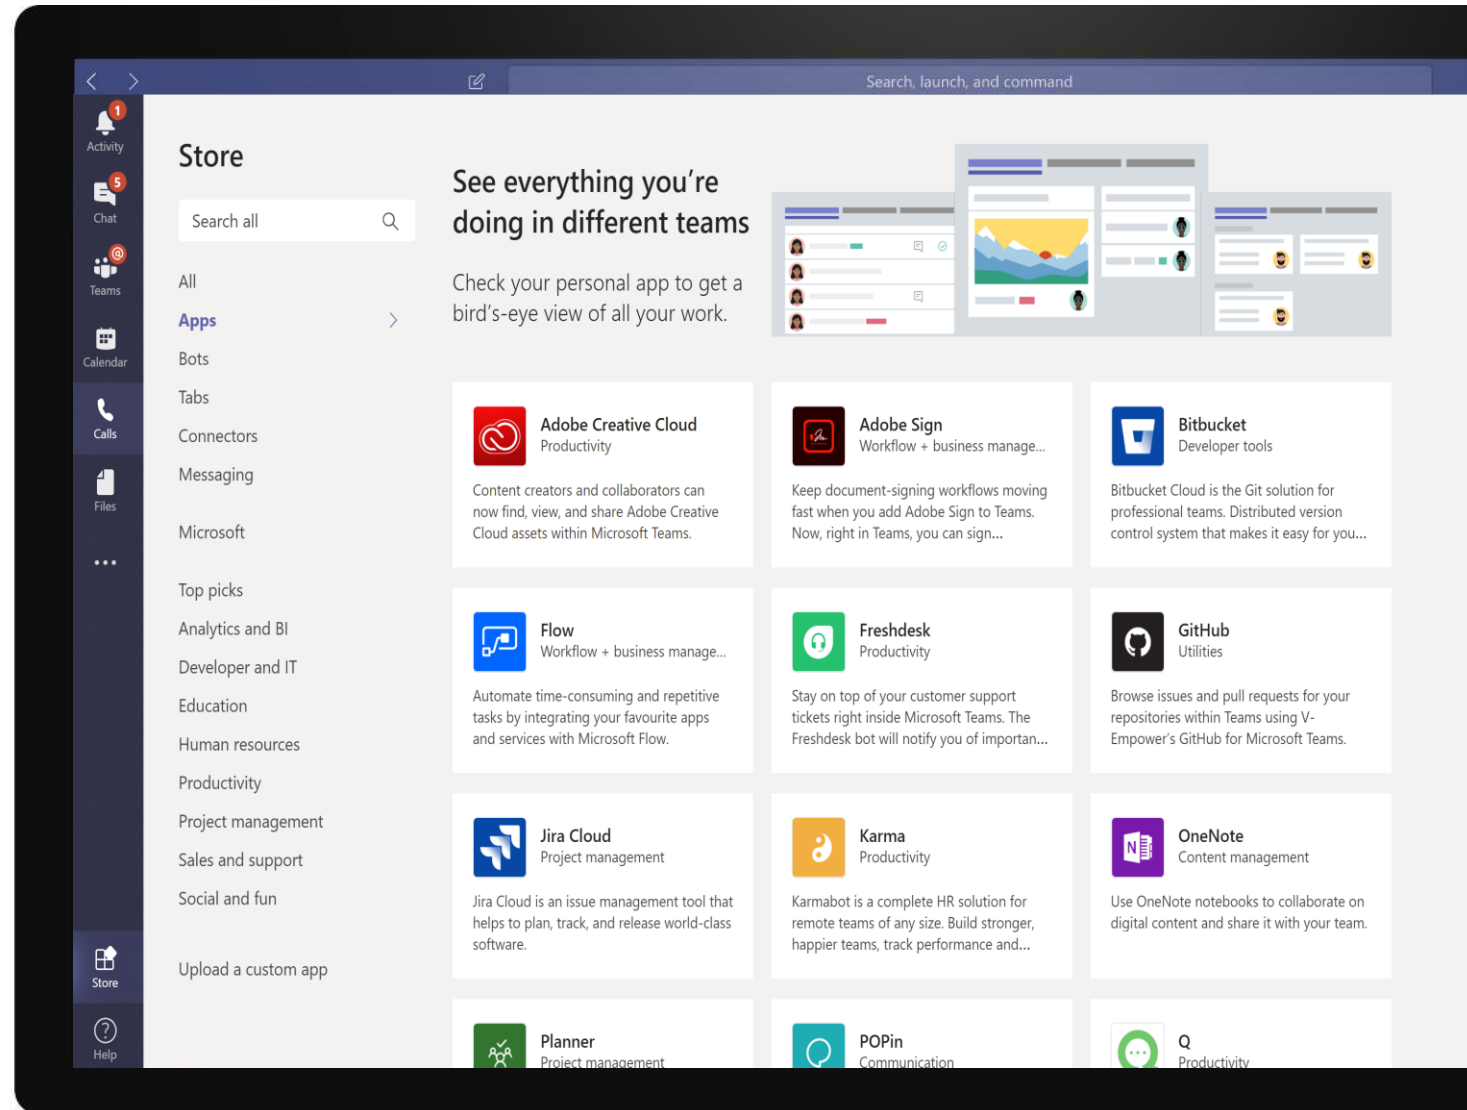 Search, launch, and command
1
Activity
5
Chat
@
Teams
Calendar
Calls
Files
Store
Help
Store
Search all
All
Apps
Bots
Tabs
Connectors
Messaging
Microsoft
Top picks
Analytics and BI
Developer and IT
Education
Human resources
Productivity
Project management
Sales and support
Social and fun
Upload a custom app
See everything you're
doing in different teams
Check your personal app to get a
bird's-eye view of all your work.
Adobe Creative Cloud
Productivity
Content creators and collaborators can
now find, view, and share Adobe Creative
Cloud assets within Microsoft Teams.
Adobe Sign
Workflow + business manage...
Keep document-signing workflows moving
fast when you add Adobe Sign to Teams.
Now, right in Teams, you can sign...
Bitbucket
Developer tools
Bitbucket Cloud is the Git solution for
professional teams. Distributed version
control system that makes it easy for you...
Flow
Workflow + business manage...
Automate time-consuming and repetitive
tasks by integrating your favourite apps
and services with Microsoft Flow.
Freshdesk
Productivity
Stay on top of your customer support
tickets right inside Microsoft Teams. The
Freshdesk bot will notify you of importan...
GitHub
Utilities
Browse issues and pull requests for your
repositories within Teams using V-
Empower's GitHub for Microsoft Teams.
Jira Cloud
Project management
Jira Cloud is an issue management tool that
helps to plan, track, and release world-class
software.
Karma
Productivity
Karmabot is a complete HR solution for
remote teams of any size. Build stronger,
happier teams, track performance and...
N
OneNote
Content management
Use OneNote notebooks to collaborate on
digital content and share it with your team.
Planner
Project management
POPin
Communication
Q
Productivity